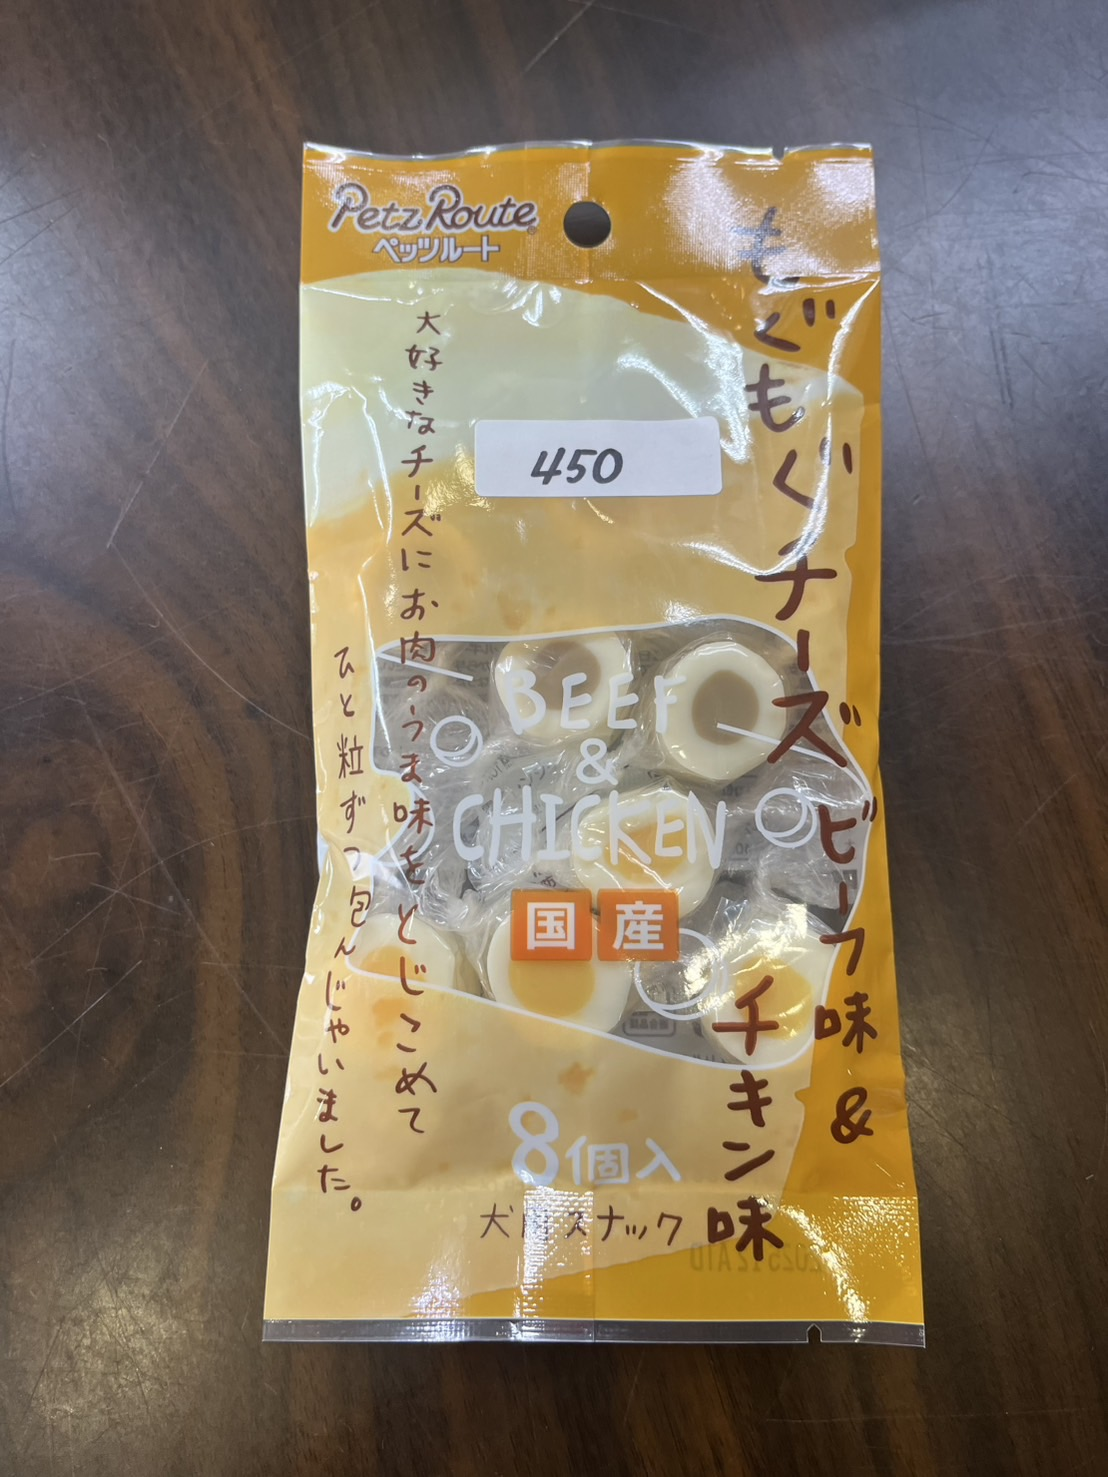 Petz Route
ペッツルート
もぐもぐチーズ ビーフ味 &
チキン味
大好きなチーズにお肉のうま味をとじこめて
ひと粒ずつ包んじゃいました。
450
BEEF
&
CHICKEN
国産
8個入
犬用スナック